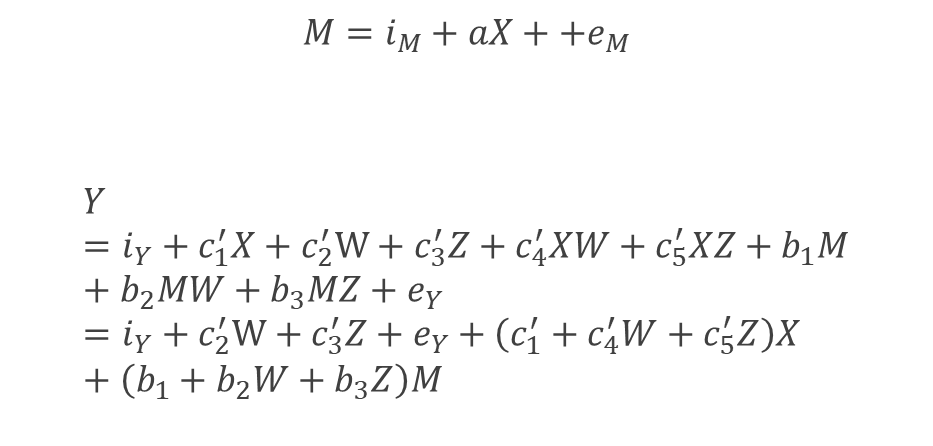 M = i_M + aX + +e_M
Y
= i_Y + c′_1X + c′_2W + c′_3Z + c′_4XW + c′_5XZ + b_1M
+ b_2MW + b_3MZ + e_Y
= i_Y + c′_2W + c′_3Z + e_Y + (c′_1 + c′_4W + c′_5Z)X
+ (b_1 + b_2W + b_3Z)M